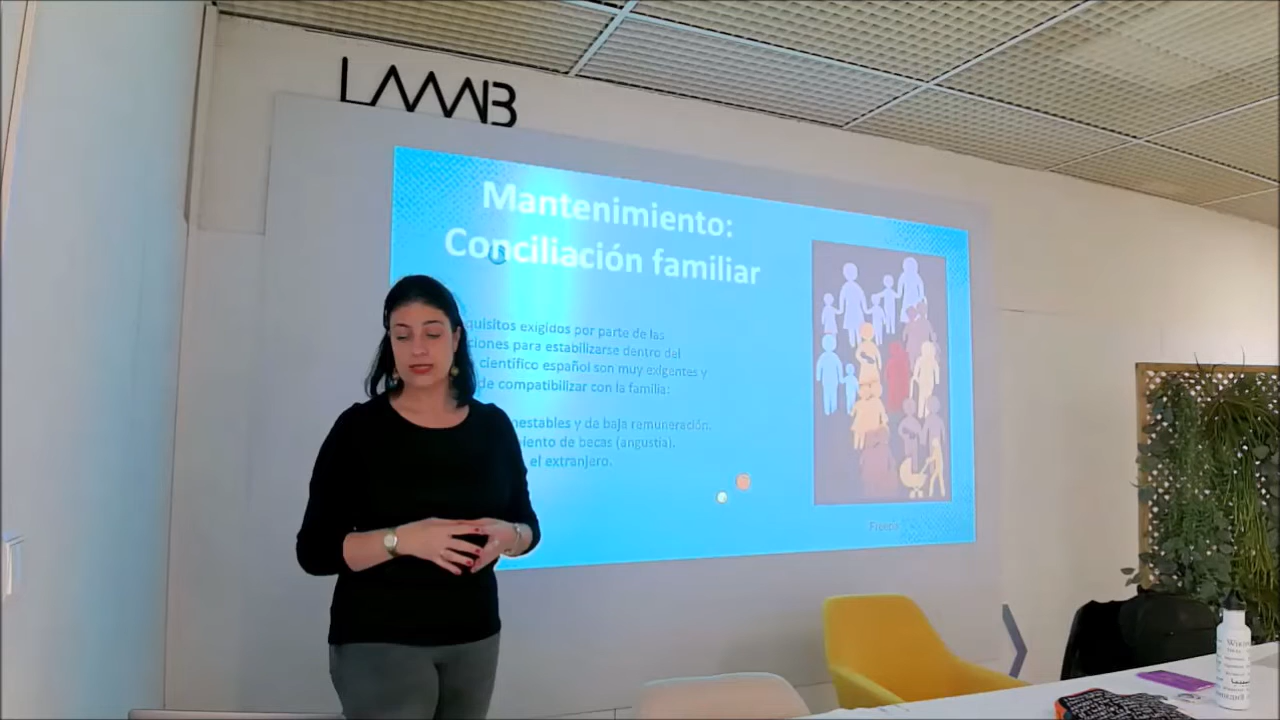 LAMB
Mantenimiento:
Conciliación familiar
quisitos exigidos por parte de las
ciones para estabilizarse dentro del
científico español son muy exigentes y
de compatibilizar con la familia:
nestables y de baja remuneración.
iento de becas (angustia).
el extranjero.